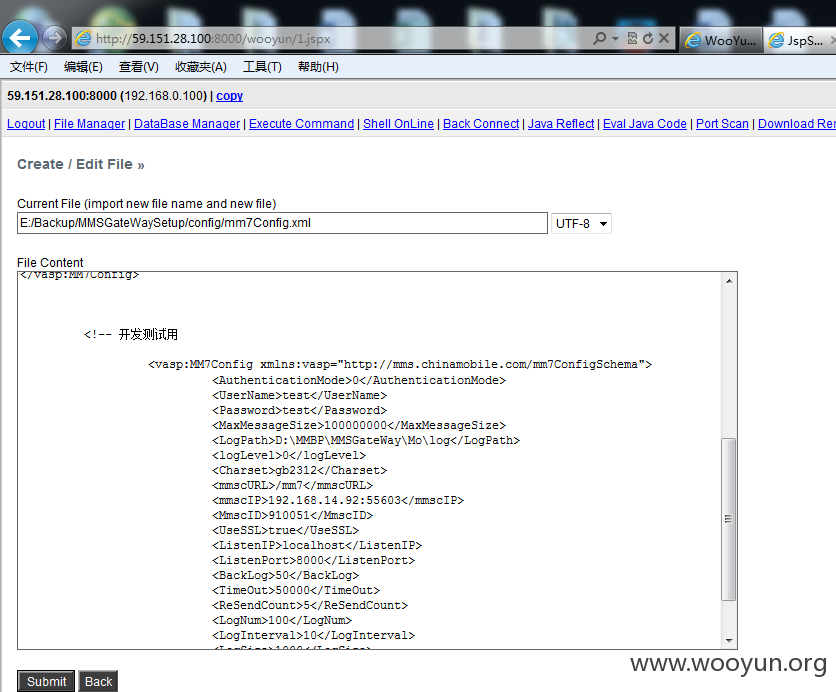 http://59.151.28.100:8000/wooyun/1.jspx
WooYu...
JspS...
文件(F) 编辑(E) 查看(V) 收藏夹(A) 工具(T) 帮助(H)
59.151.28.100:8000 (192.168.0.100) | copy
Logout | File Manager | DataBase Manager | Execute Command | Shell OnLine | Back Connect | Java Reflect | Eval Java Code | Port Scan | Download Rem
Create / Edit File »
Current File (import new file name and new file)
E:/Backup/MMSGateWaySetup/config/mm7Config.xml UTF-8
File Content
</vasp:MM7Config>
<!-- 开发测试用
<vasp:MM7Config xmlns:vasp="http://mms.chinamobile.com/mm7ConfigSchema">
<AuthenticationMode>0</AuthenticationMode>
<UserName>test</UserName>
<Password>test</Password>
<MaxMessageSize>100000000</MaxMessageSize>
<LogPath>D:\MMBP\MMSGateWay\Mo\log</LogPath>
<logLevel>0</logLevel>
<Charset>gb2312</Charset>
<mmscURL>/mm7</mmscURL>
<mmscIP>192.168.14.92:55603</mmscIP>
<MmscID>910051</MmscID>
<UseSSL>true</UseSSL>
<ListenIP>localhost</ListenIP>
<ListenPort>8000</ListenPort>
<BackLog>50</BackLog>
<TimeOut>50000</TimeOut>
<ReSendCount>5</ReSendCount>
<LogNum>100</LogNum>
<LogInterval>10</LogInterval>
<LogSize>1000</LogSize>
www.wooyun.org
Submit Back